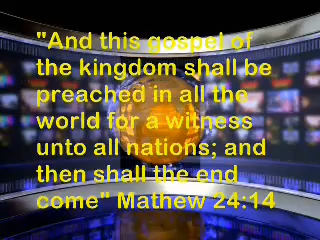 "And this gospel of
the kingdom shall be
preached in all the
world for a witness
unto all nations; and
then shall the end
come" Mathew 24:14